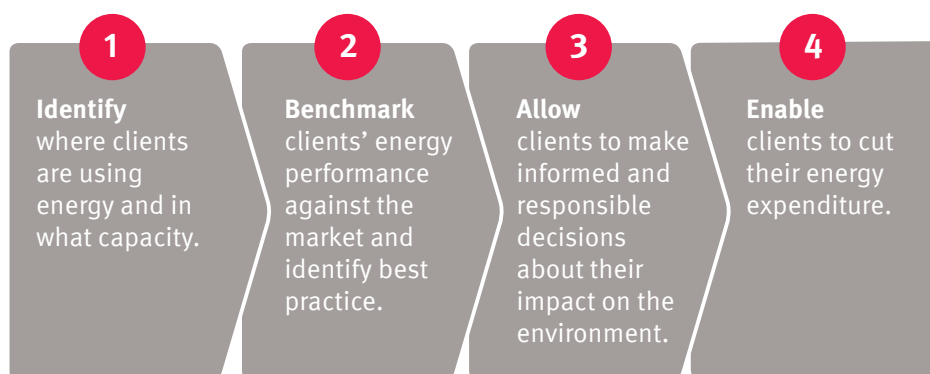 1
Identify
where clients
are using
energy and in
what capacity.
2
Benchmark
clients’ energy
performance
against the
market and
identify best
practice.
3
Allow
clients to make
informed and
responsible
decisions
about their
impact on the
environment.
4
Enable
clients to cut
their energy
expenditure.